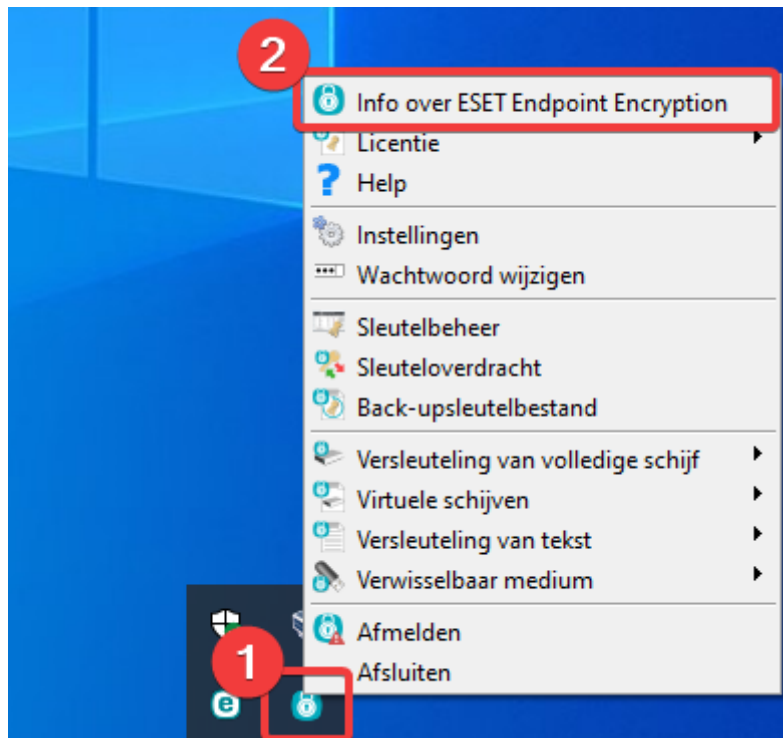 2
Info over ESET Endpoint Encryption
Licentie
Help
Instellingen
Wachtwoord wijzigen
Sleutelbeheer
Sleuteloverdracht
Back-upsleutelbestand
Versleuteling van volledige schijf
Virtuele schijven
Versleuteling van tekst
Verwisselbaar medium
Afmelden
Afsluiten
1
e